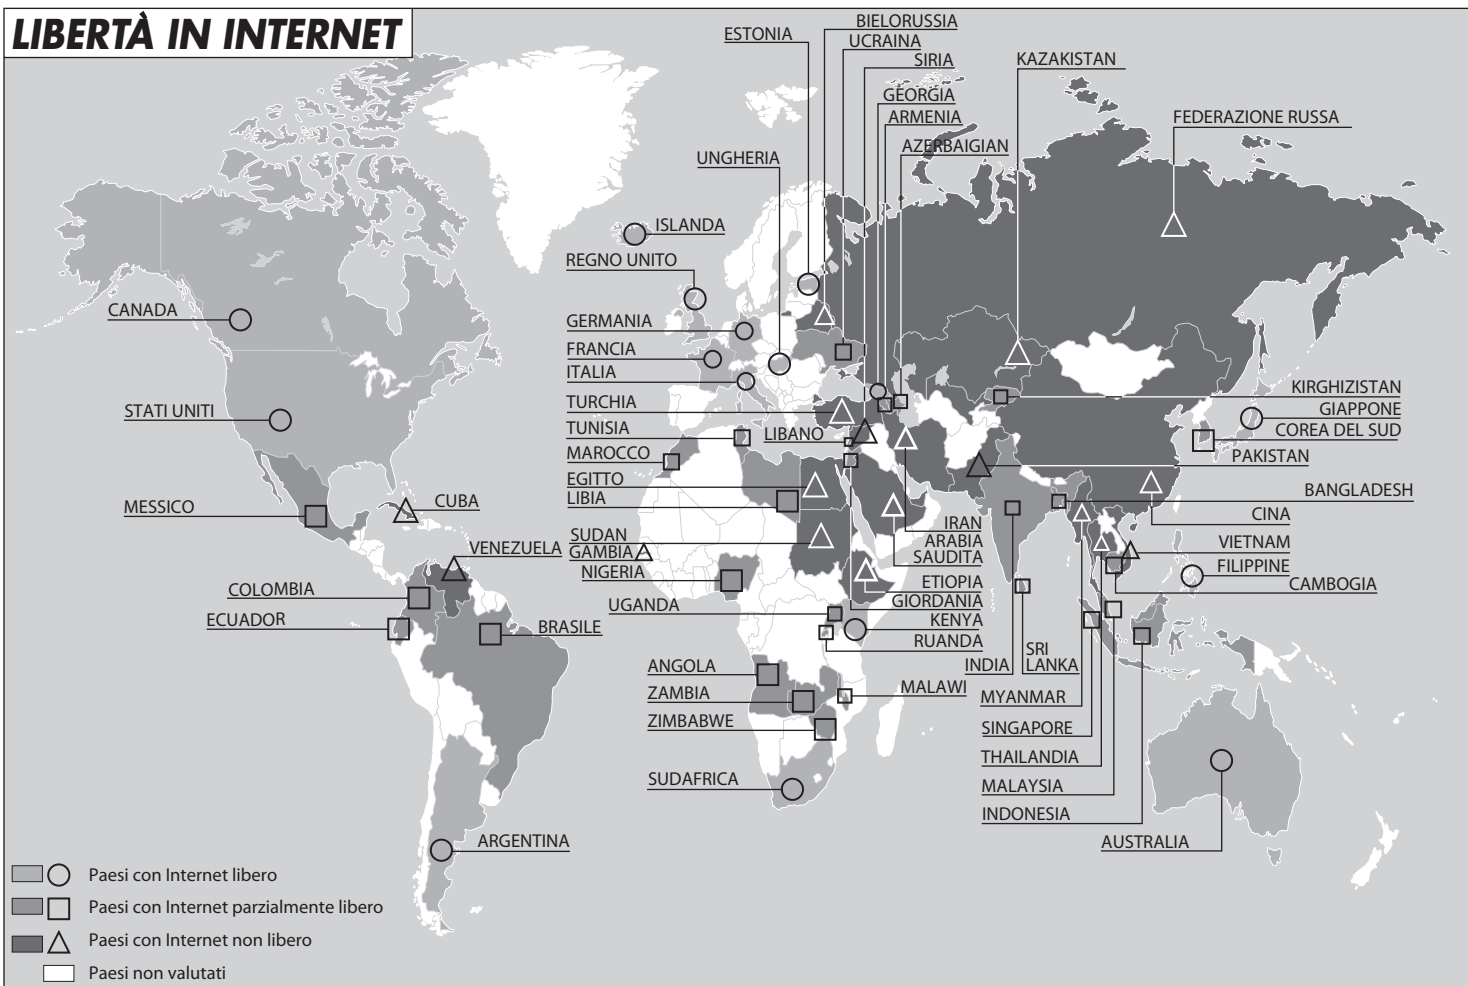 LIBERTÀ IN INTERNET
ESTONIA
BIELORUSSIA
UCRAINA
SIRIA
KAZAKISTAN
GEORGIA
ARMENIA
FEDERAZIONE RUSSA
AZERBAIGIAN
UNGHERIA
ISLANDA
REGNO UNITO
CANADA
GERMANIA
FRANCIA
ITALIA
KIRGHIZISTAN
STATI UNITI
TURCHIA
GIAPPONE
TUNISIA
LIBANO
COREA DEL SUD
MAROCCO
PAKISTAN
EGITTO
LIBIA
BANGLADESH
MESSICO
CUBA
CINA
IRAN
ARABIA
SAUDITA
SUDAN
GAMBIA
VENEZUELA
VIETNAM
NIGERIA
FILIPPINE
ETIOPIA
CAMBOGIA
COLOMBIA
GIORDANIA
UGANDA
ECUADOR
BRASILE
KENYA
RUANDA
INDIA
SRI
LANKA
ANGOLA
MALAWI
ZAMBIA
MYANMAR
ZIMBABWE
SINGAPORE
THAILANDIA
SUDAFRICA
MALAYSIA
INDONESIA
ARGENTINA
AUSTRALIA
Paesi con Internet libero
Paesi con Internet parzialmente libero
Paesi con Internet non libero
Paesi non valutati